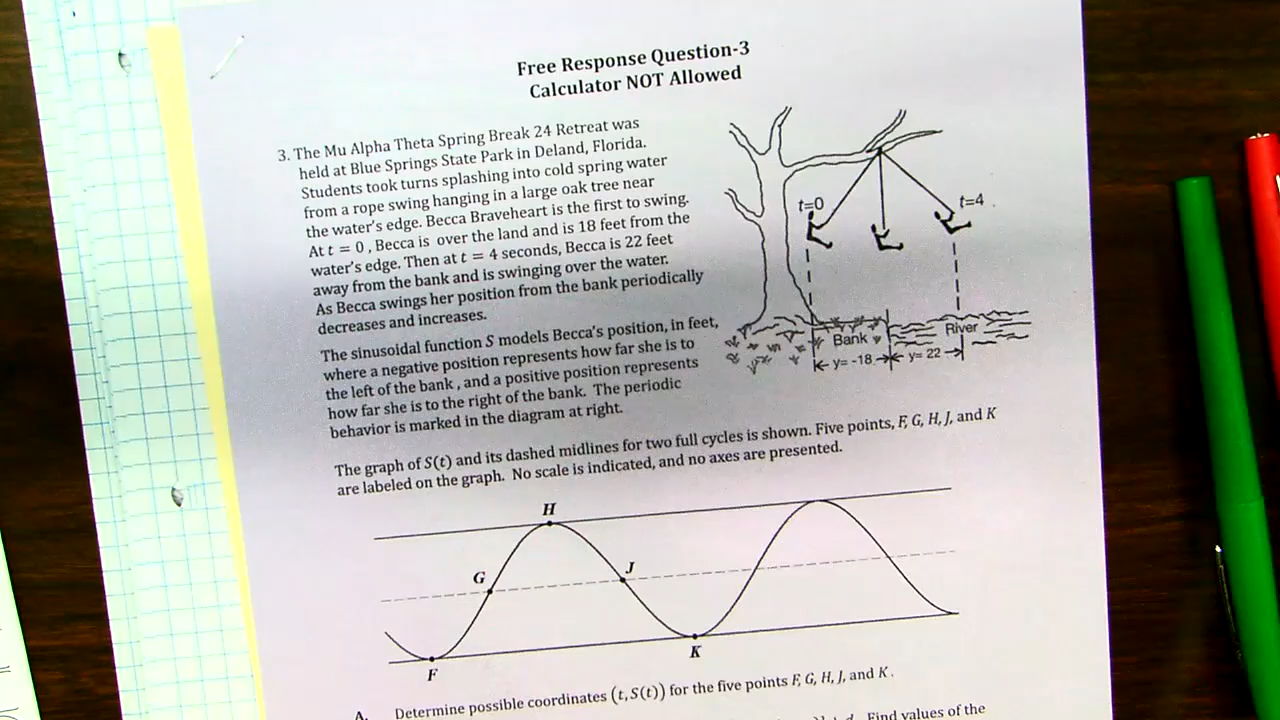 Free Response Question-3
Calculator NOT Allowed
3. The Mu Alpha Theta Spring Break 24 Retreat was
held at Blue Springs State Park in Deland, Florida.
Students took turns splashing into cold spring water
from a rope swing hanging in a large oak tree near
the water's edge. Becca Braveheart is the first to swing.
At t = 0, Becca is over the land and is 18 feet from the
water's edge. Then at t = 4 seconds, Becca is 22 feet
away from the bank and is swinging over the water.
As Becca swings her position from the bank periodically
decreases and increases.
t=0
t=4
Bank
River
y= -18
y= 22
The sinusoidal function S models Becca's position, in feet,
where a negative position represents how far she is to
the left of the bank, and a positive position represents
how far she is to the right of the bank. The periodic
behavior is marked in the diagram at right.
The graph of S(t) and its dashed midlines for two full cycles is shown. Five points, F, G, H, J, and K
are labeled on the graph. No scale is indicated, and no axes are presented.
H
G
J
F
K
A. Determine possible coordinates (t, S(t)) for the five points F, G, H, J, and K.
Find values of the